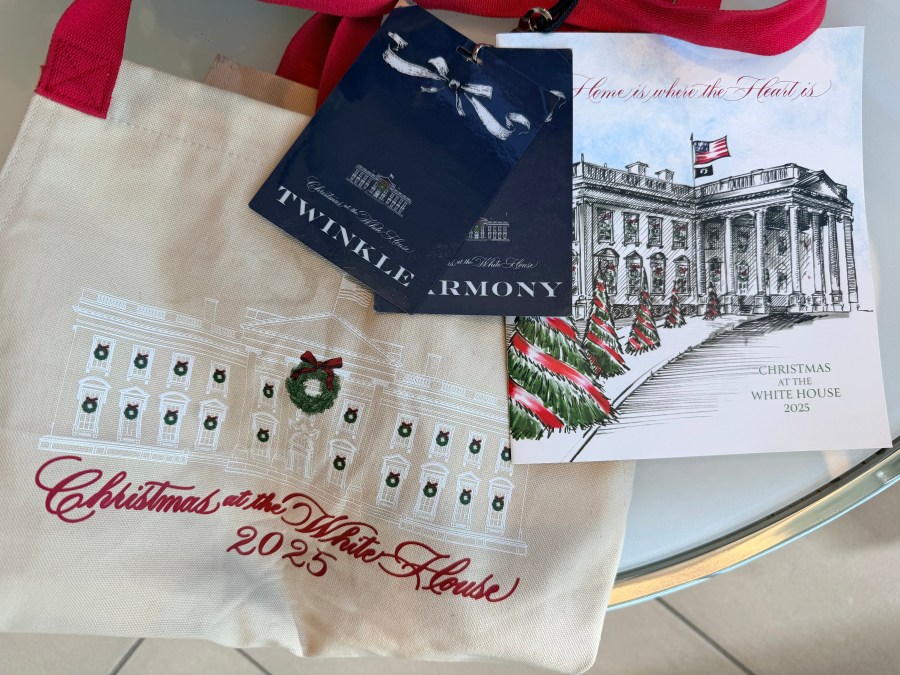 Home is where the Heart is
Christmas at the White House
TWINKLE
at the White House
ARMONY
CHRISTMAS
AT THE
WHITE HOUSE
2025
Christmas at the White House
2025